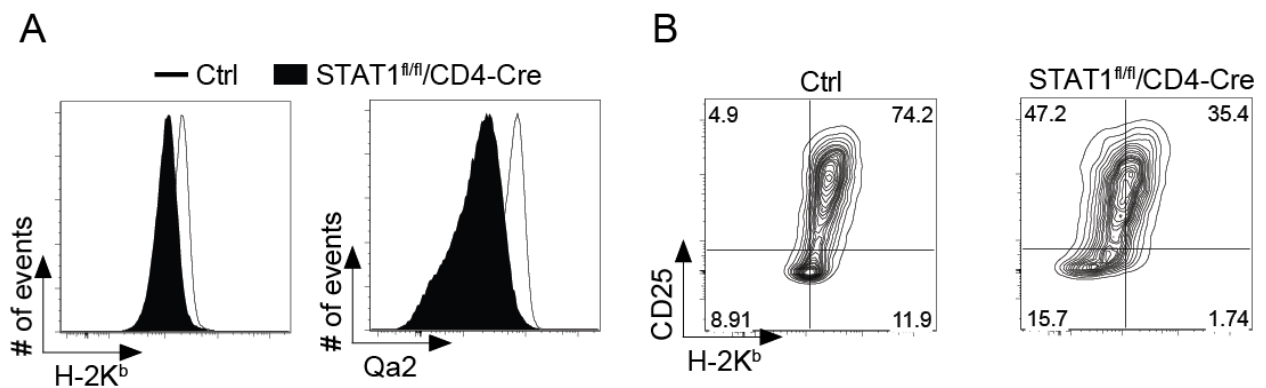 A
Ctrl STAT1fl/fl/CD4-Cre
# of events
H-2Kb
# of events
Qa2
B
Ctrl
4.9 74.2
8.91 11.9
CD25
H-2Kb
STAT1fl/fl/CD4-Cre
47.2 35.4
15.7 1.74